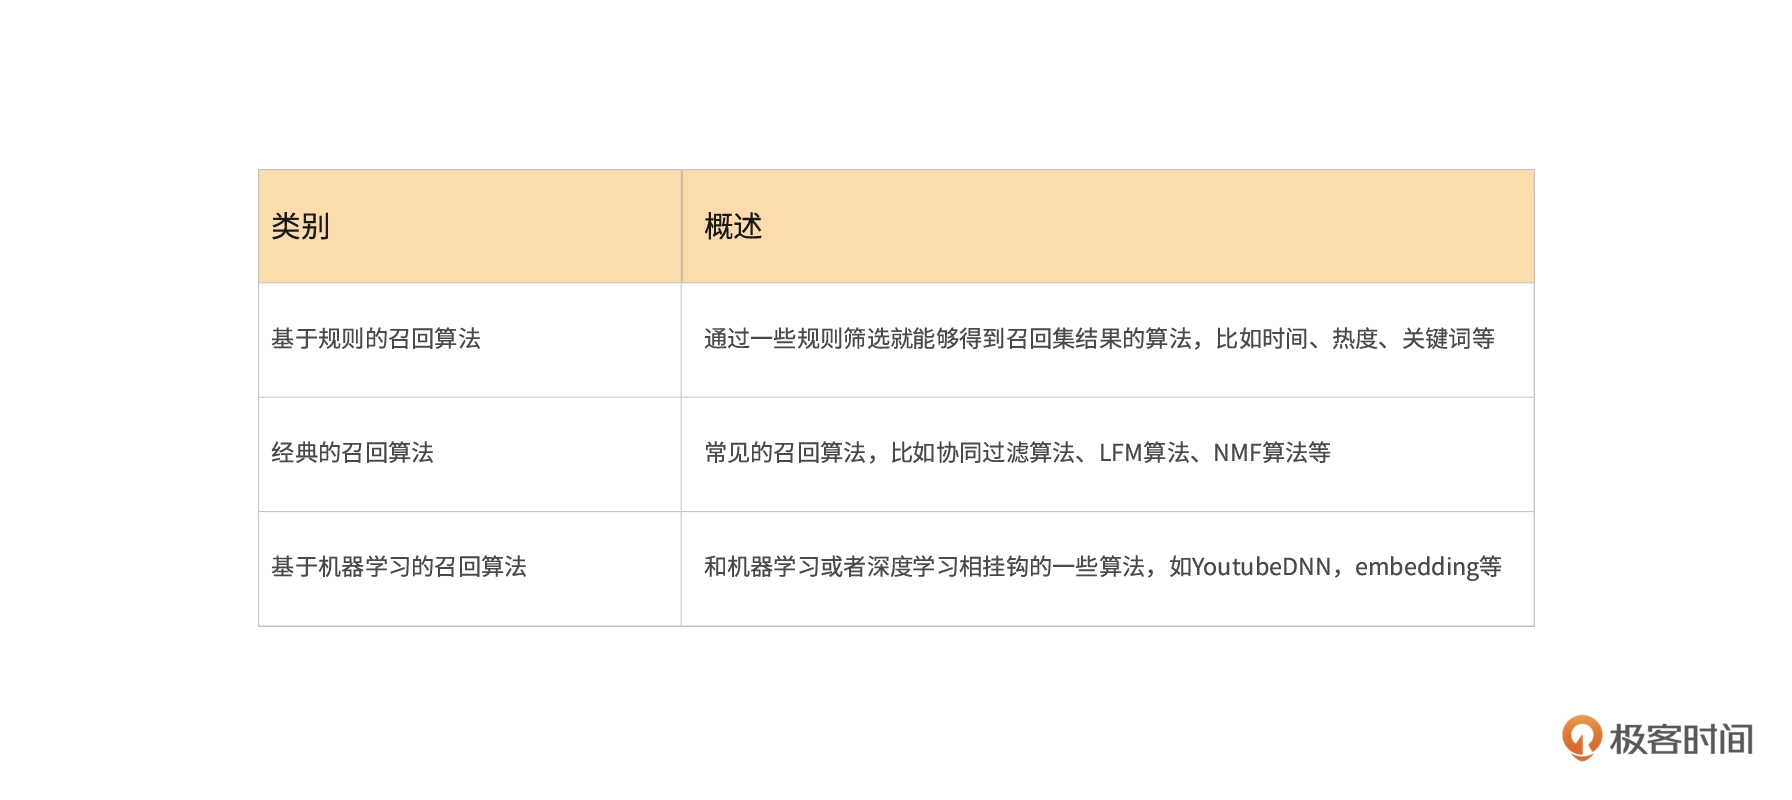 类别
概述
基于规则的召回算法
通过一些规则筛选就能够得到召回集结果的算法，比如时间、热度、关键词等
经典的召回算法
常见的召回算法，比如协同过滤算法、LFM算法、NMF算法等
基于机器学习的召回算法
和机器学习或者深度学习相挂钩的一些算法，如YoutubeDNN，embedding等
极客时间